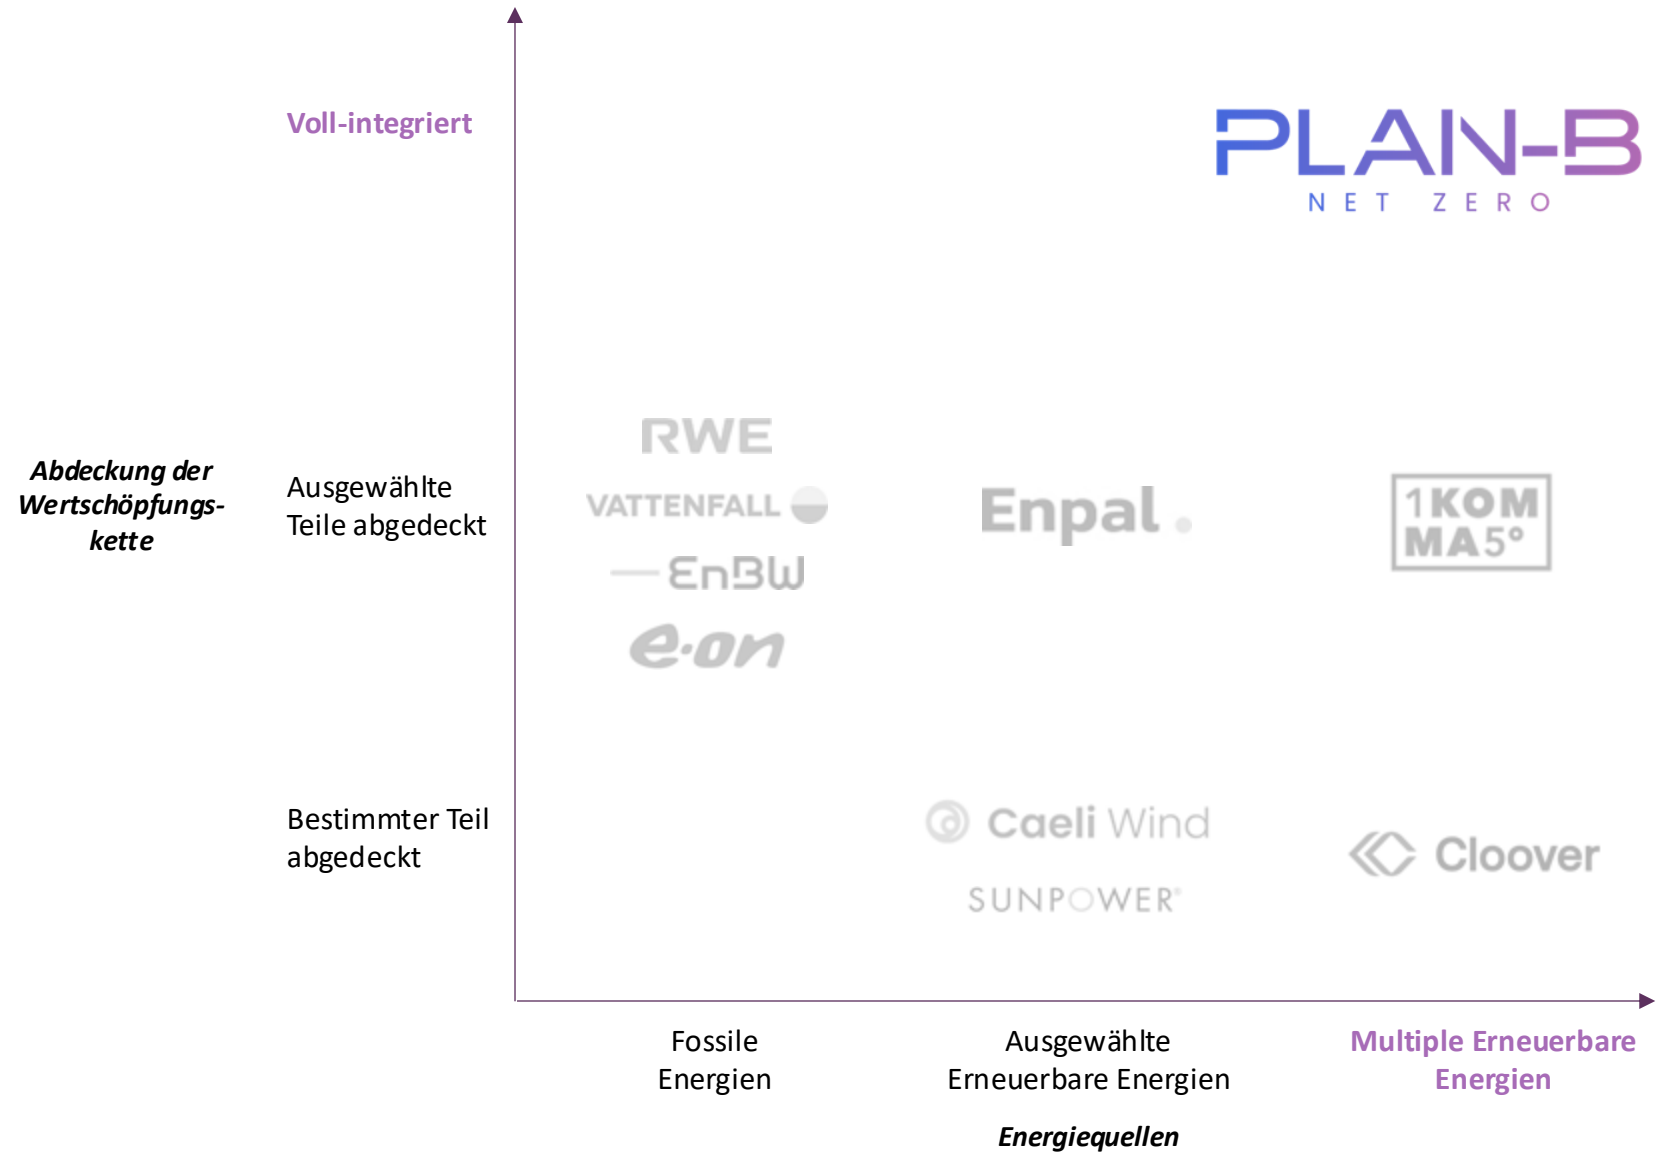 Voll-integriert
PLAN-B
NET ZERO
Abdeckung der
Wertschöpfungs-
kette
Ausgewählte
Teile abgedeckt
RWE
VATTENFALL
EnBW
e·on
Enpal.
1KOM
MA5°
Bestimmter Teil
abgedeckt
Caeli Wind
SUNPOWER®
Cloover
Fossile
Energien
Ausgewählte
Erneuerbare Energien
Multiple Erneuerbare
Energien
Energiequellen